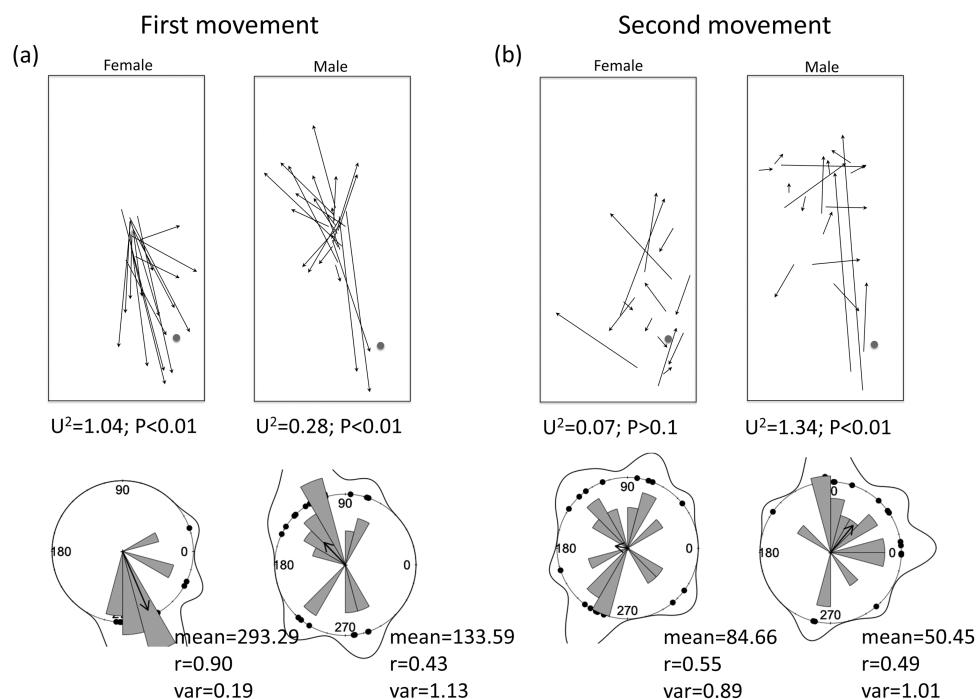 First movement
Second movement
(a)
Female
Male
(b)
Female
Male
U²=1.04; P<0.01
U²=0.28; P<0.01
U²=0.07; P>0.1
U²=1.34; P<0.01
90
180
0
90
180
0
270
90
180
0
270
180
0
270
mean=293.29
r=0.90
var=0.19
mean=133.59
r=0.43
var=1.13
mean=84.66
r=0.55
var=0.89
mean=50.45
r=0.49
var=1.01